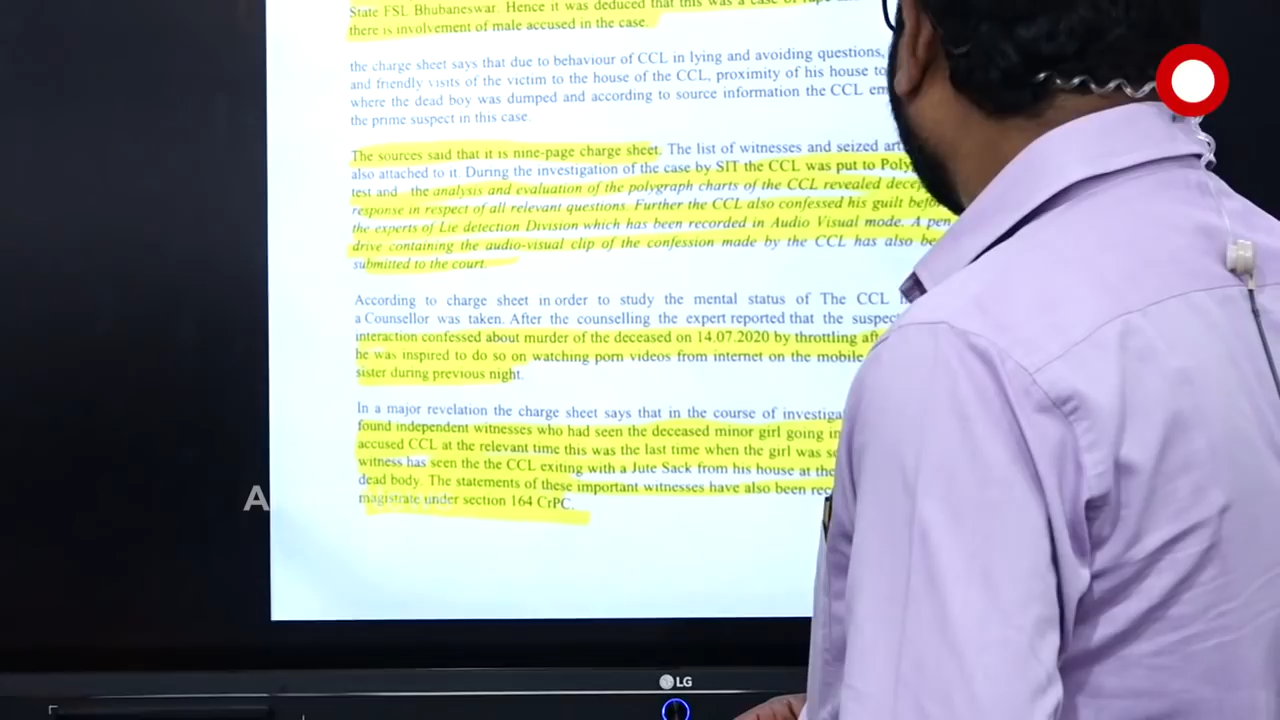 State FSL Bhubaneswar. Hence it was deduced that this was a case of rape
there is involvement of male accused in the case.
the charge sheet says that due to behaviour of CCL in lying and avoiding questions,
and friendly visits of the victim to the house of the CCL, proximity of his house to
where the dead boy was dumped and according to source information the CCL em
the prime suspect in this case.
The sources said that it is nine-page charge sheet. The list of witnesses and seized art
also attached to it. During the investigation of the case by SIT the CCL was put to Poly
test and the analysis and evaluation of the polygraph charts of the CCL revealed decep
response in respect of all relevant questions. Further the CCL also confessed his guilt befor
the experts of Lie detection Division which has been recorded in Audio Visual mode. A pen
drive containing the audio-visual clip of the confession made by the CCL has also be
submitted to the court.
According to charge sheet in order to study the mental status of The CCL
a Counsellor was taken. After the counselling the expert reported that the suspec
interaction confessed about murder of the deceased on 14.07.2020 by throttling aft
he was inspired to do so on watching porn videos from internet on the mobile
sister during previous night.
In a major revelation the charge sheet says that in the course of investiga
found independent witnesses who had seen the deceased minor girl going in
accused CCL at the relevant time this was the last time when the girl was se
witness has seen the the CCL exiting with a Jute Sack from his house at the
dead body. The statements of these important witnesses have also been rec
magistrate under section 164 CrPC.
A
LG